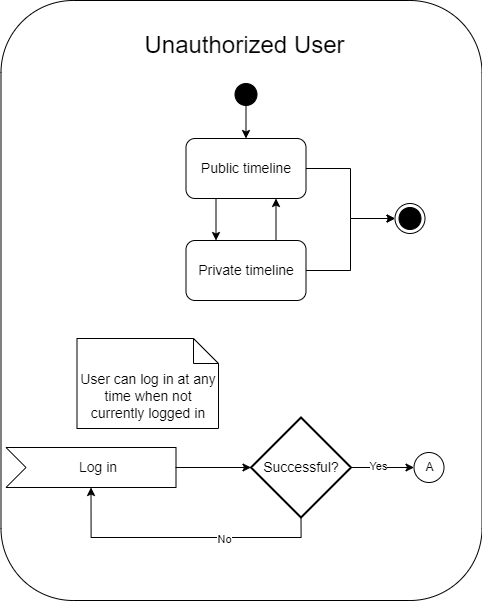 Unauthorized User
Public timeline
Private timeline
User can log in at any
time when not
currently logged in
Log in
Successful?
Yes
A
No